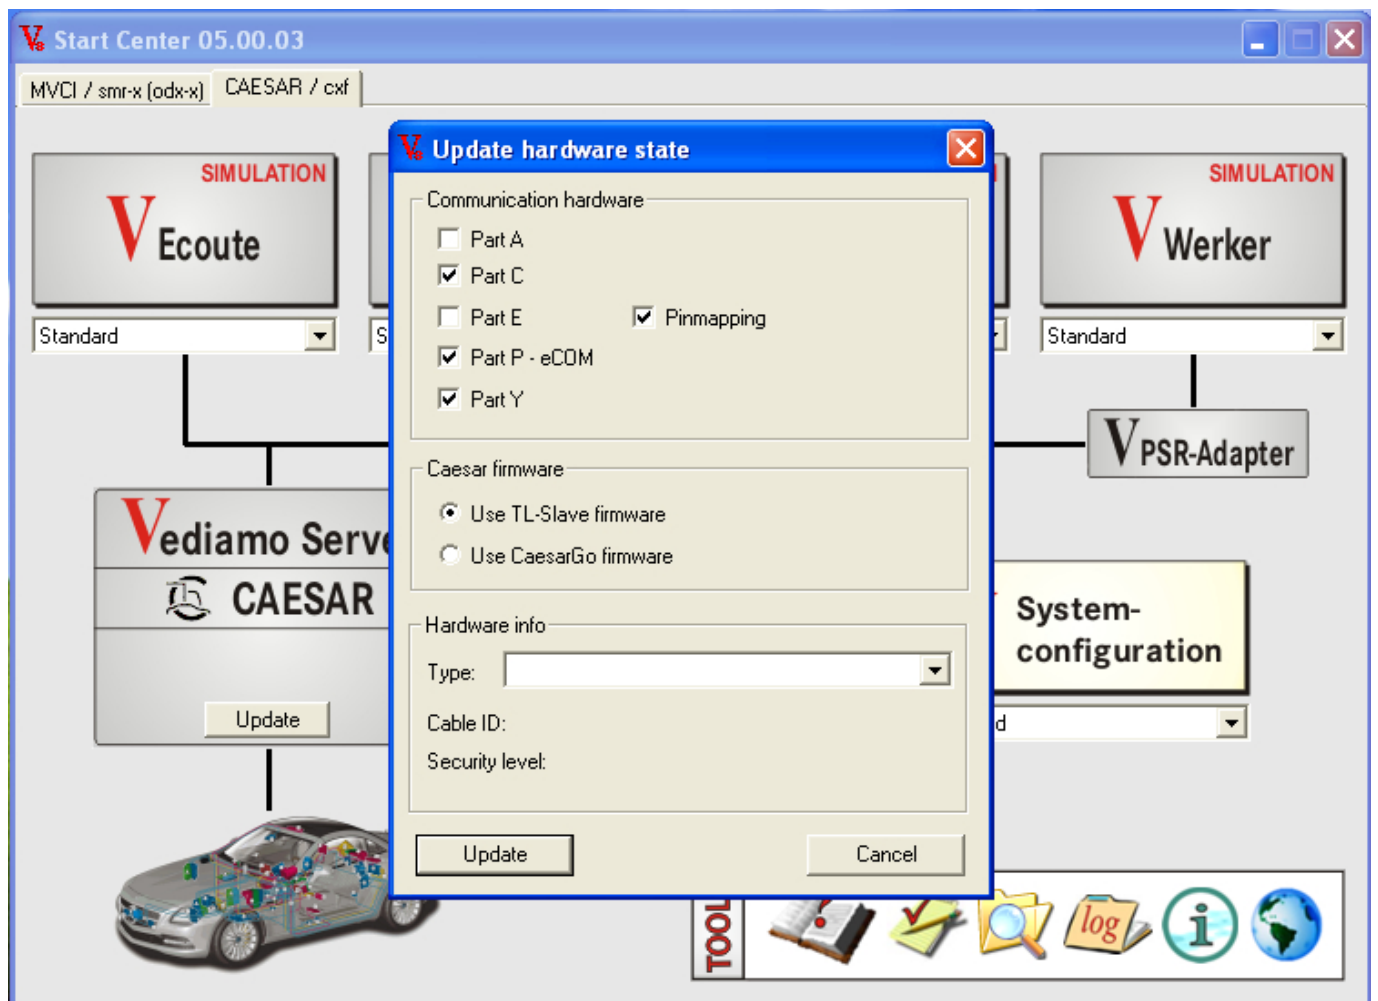 Start Center 05.00.03
MVCI / smr-x (odx-x)
CAESAR / cxf
Update hardware state
SIMULATION
V Ecoute
Standard
S
SIMULATION
V Werker
Standard
V PSR-Adapter
Communication hardware
Part A
Part C
Part E
Pinmapping
Part P - eCOM
Part Y
Caesar firmware
Use TL-Slave firmware
Use CaesarGo firmware
Hardware info
Type:
Cable ID:
Security level:
Update
Cancel
Vediamo Serve
CAESAR
Update
System-
configuration
d
TOOL
log
i